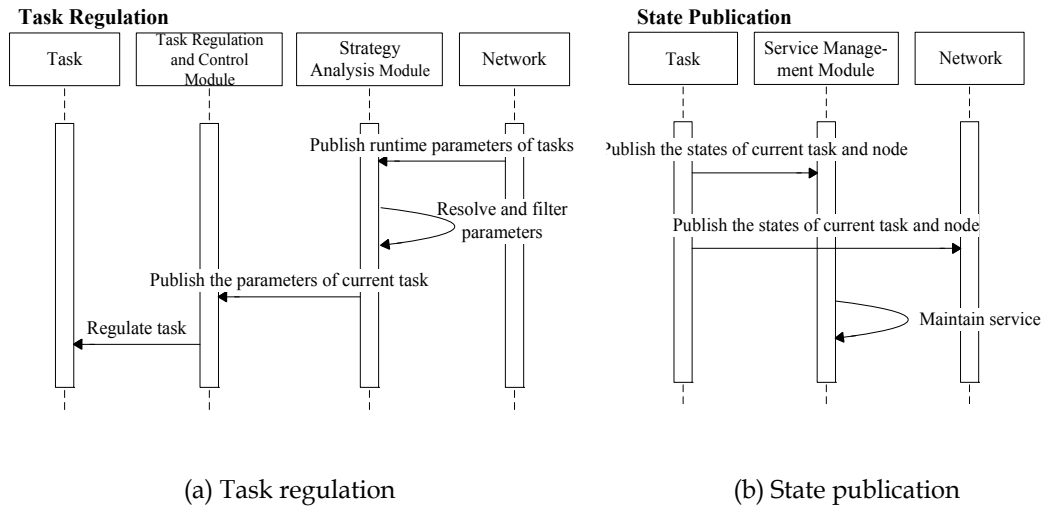 Task Regulation
Task
Task Regulation
and Control
Module
Strategy
Analysis Module
Network
Publish runtime parameters of tasks
Resolve and filter
parameters
Publish the parameters of current task
Regulate task
(a) Task regulation
State Publication
Task
Service Manage-
ment Module
Network
Publish the states of current task and node
Publish the states of current task and node
Maintain service
(b) State publication